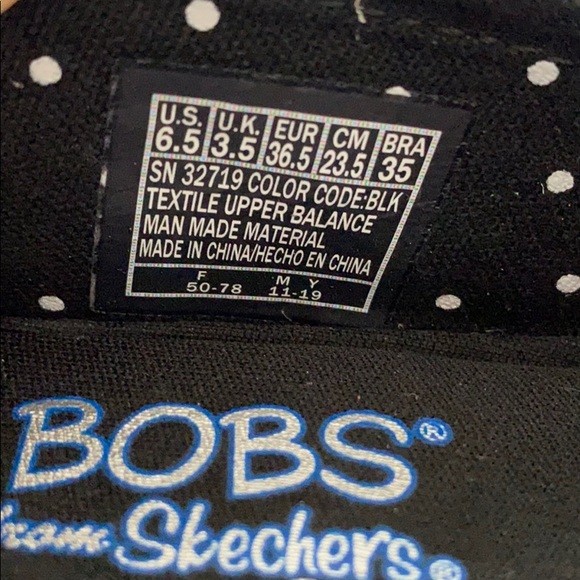 U.S. U.K. EUR CM BRA
6.5 3.5 36.5 23.5 35
SN 32719 COLOR CODE:BLK
TEXTILE UPPER BALANCE
MAN MADE MATERIAL
MADE IN CHINA/HECHO EN CHINA
F M Y
50-78 11-19
BOBS®
from Skechers®